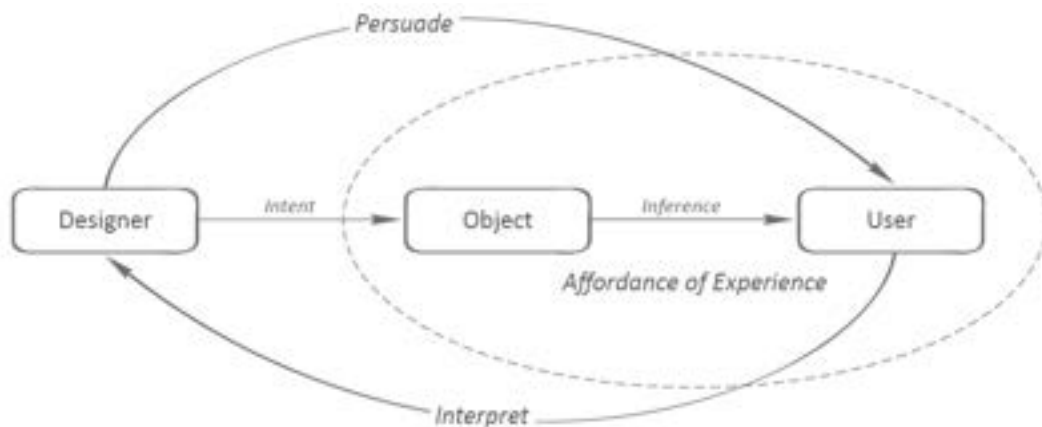 Persuade
Designer
Intent
Object
Inference
User
Affordance of Experience
Interpret